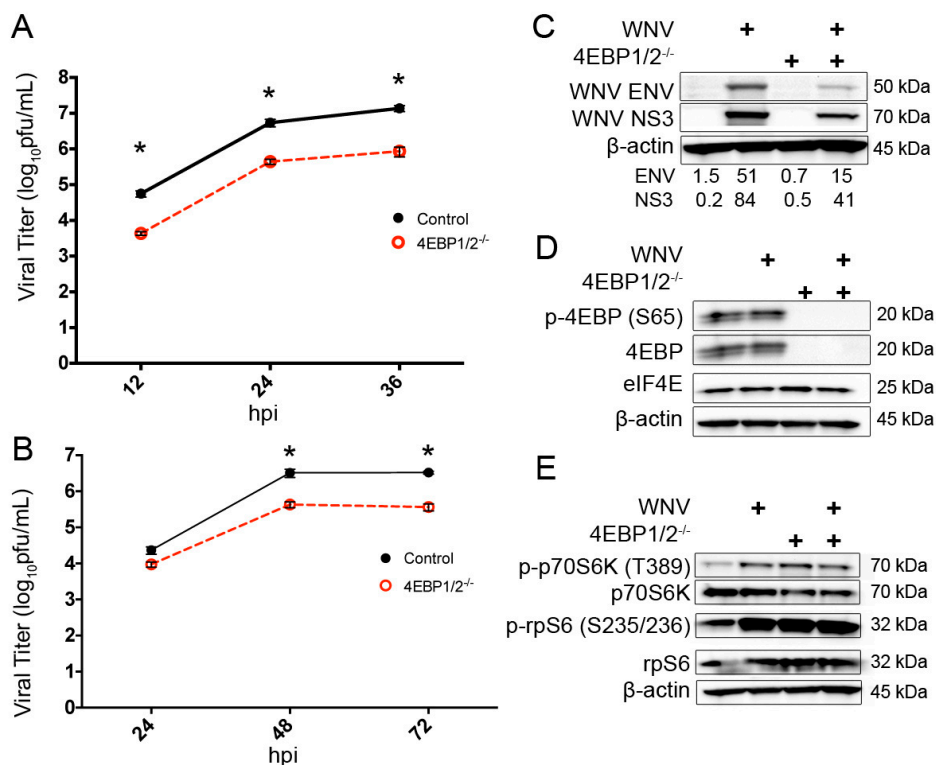 A
Viral Titer (log10pfu/mL)
8
7
6
5
4
3
2
1
0
*
*
*
Control
4EBP1/2-/-
12
24
36
hpi
B
Viral Titer (log10pfu/mL)
7
6
5
4
3
2
1
0
*
*
Control
4EBP1/2-/-
24
48
72
hpi
C
WNV + +
4EBP1/2-/- + +
WNV ENV 50 kDa
WNV NS3 70 kDa
β-actin 45 kDa
ENV 1.5 51 0.7 15
NS3 0.2 84 0.5 41
D
WNV + +
4EBP1/2-/- + +
p-4EBP (S65) 20 kDa
4EBP 20 kDa
eIF4E 25 kDa
β-actin 45 kDa
E
WNV + +
4EBP1/2-/- + +
p-p70S6K (T389) 70 kDa
p70S6K 70 kDa
p-rpS6 (S235/236) 32 kDa
rpS6 32 kDa
β-actin 45 kDa